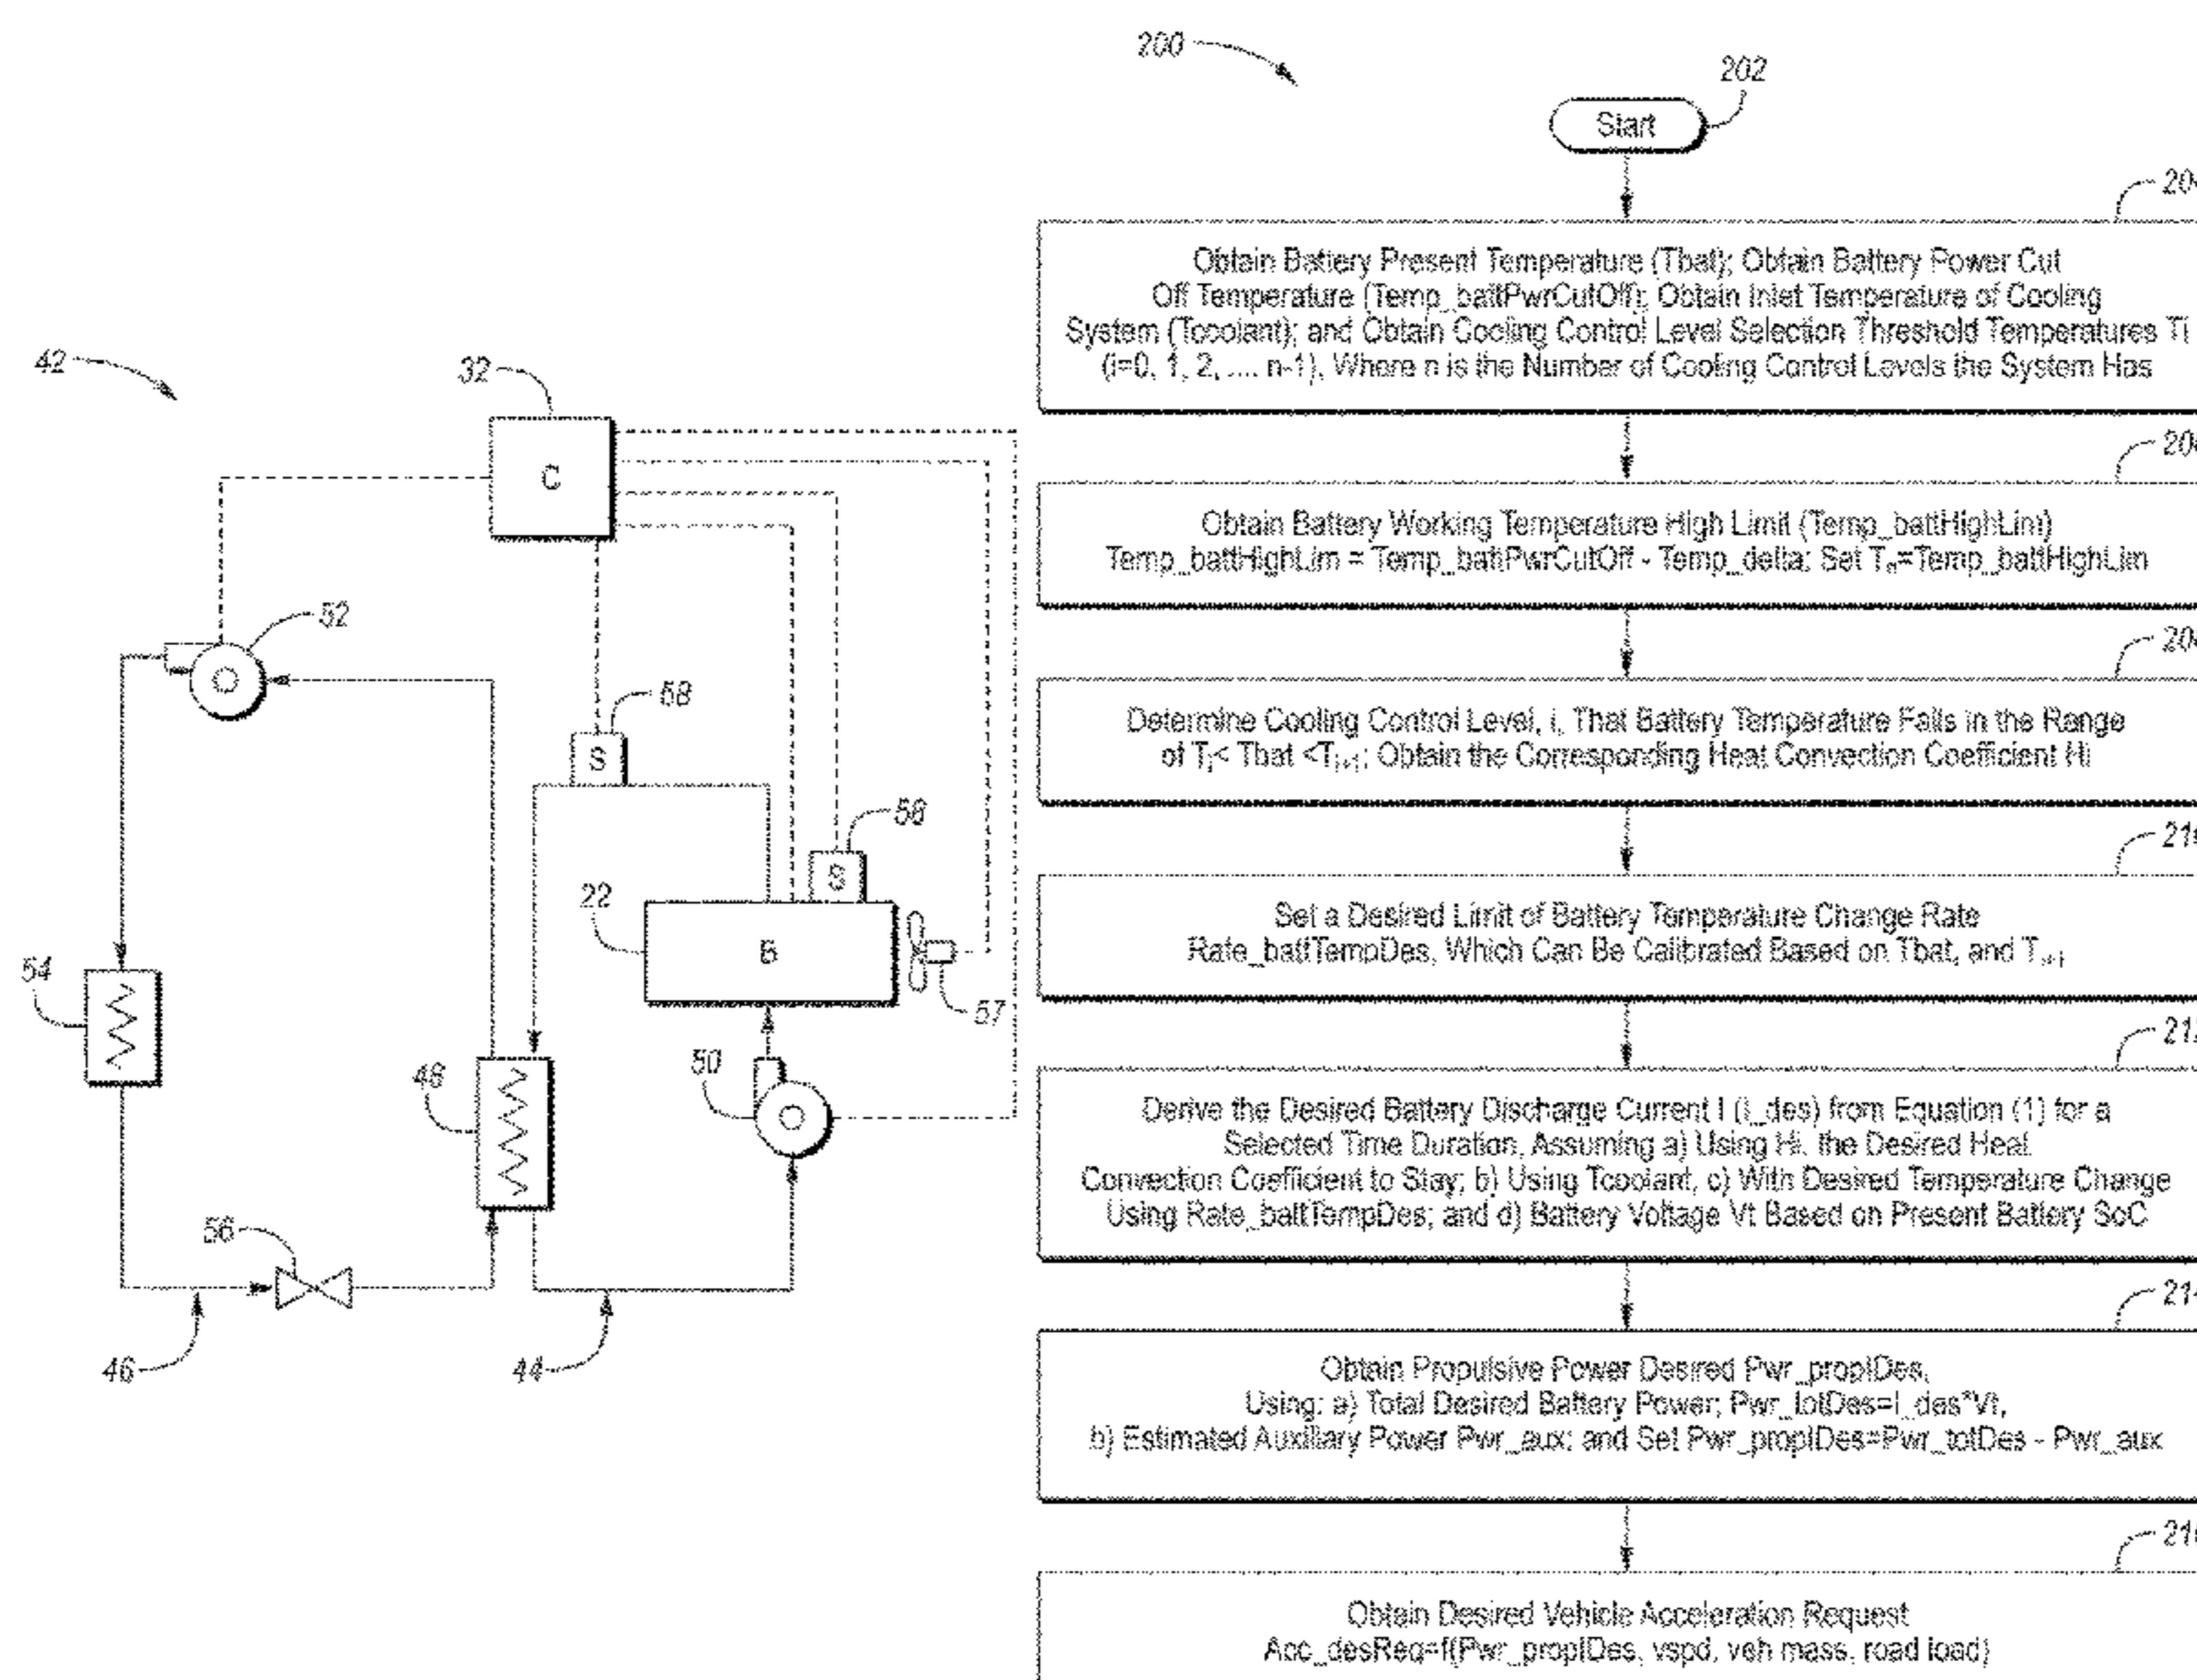 42
32
C
52
58
S
56
S
22
B
57
54
48
50
56
46
44
200
202
Start
Obtain Battery Present Temperature (Tbat); Obtain Battery Power Cut
Off Temperature (Temp_battPwrCutOff); Obtain Inlet Temperature of Cooling
System (Tcoolant); and Obtain Cooling Control Level Selection Threshold Temperatures Ti
(i=0, 1, 2, .... n-1), Where n is the Number of Cooling Control Levels the System Has
Obtain Battery Working Temperature High Limit (Temp_battHighLim)
Temp_battHighLim = Temp_battPwrCutOff - Temp_delta; Set Tn=Temp_battHighLim
Determine Cooling Control Level, i, That Battery Temperature Falls in the Range
of Ti< Tbat <Ti+1; Obtain the Corresponding Heat Convection Coefficient Hi
Set a Desired Limit of Battery Temperature Change Rate
Rate_battTempDes, Which Can Be Calibrated Based on Tbat, and Ti+1
Derive the Desired Battery Discharge Current I (I_des) from Equation (1) for a
Selected Time Duration, Assuming a) Using Hi, the Desired Heat
Convection Coefficient to Stay; b) Using Tcoolant, c) With Desired Temperature Change
Using Rate_battTempDes; and d) Battery Voltage Vt Based on Present Battery SoC
Obtain Propulsive Power Desired Pwr_proplDes,
Using: a) Total Desired Battery Power; Pwr_totDes=I_des*Vt,
b) Estimated Auxiliary Power Pwr_aux; and Set Pwr_proplDes=Pwr_totDes - Pwr_aux
Obtain Desired Vehicle Acceleration Request
Acc_desReq=f(Pwr_proplDes, vspd, veh mass, road load)